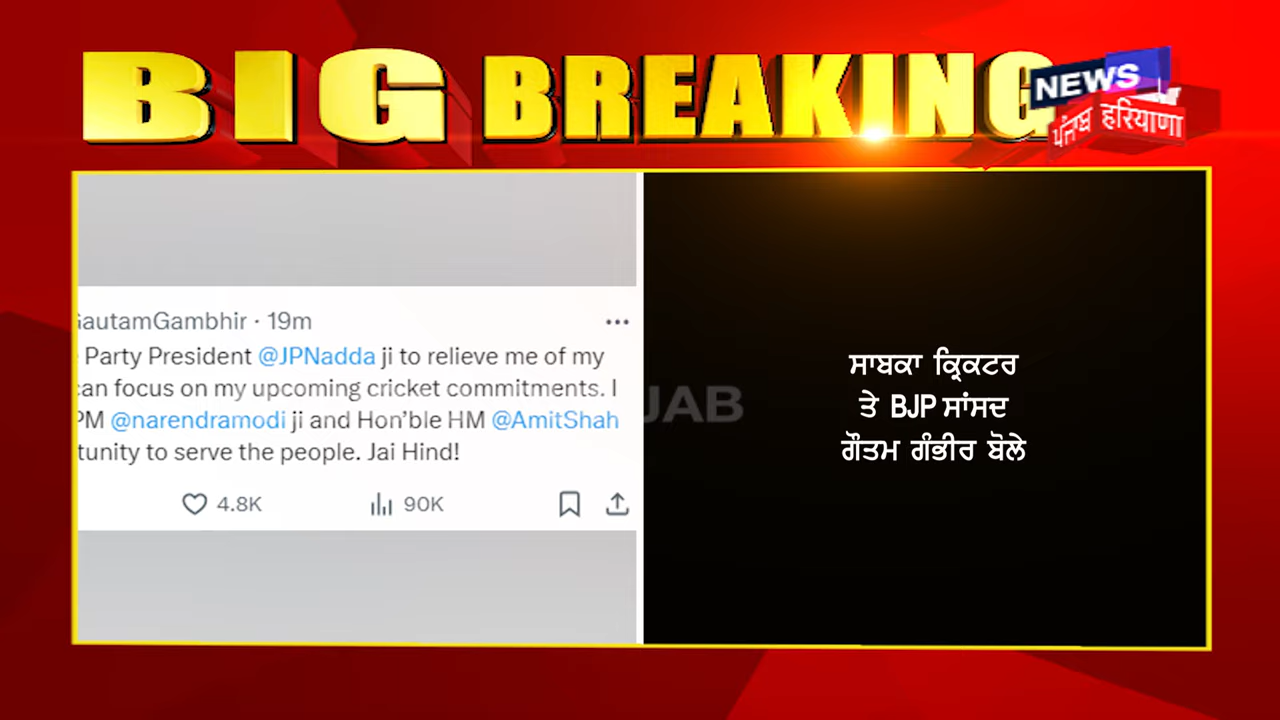 BIG BREAKING
NEWS
ਪੰਜਾਬ हरियाणा
GautamGambhir · 19m
Party President @JPNadda ji to relieve me of my
can focus on my upcoming cricket commitments. I
PM @narendramodi ji and Hon'ble HM @AmitShah
tunity to serve the people. Jai Hind!
4.8K 90K
JAB
ਸਾਬਕਾ ਕ੍ਰਿਕਟਰ
ਤੇ BJP ਸਾਂਸਦ
ਗੌਤਮ ਗੰਭੀਰ ਬੋਲੇ